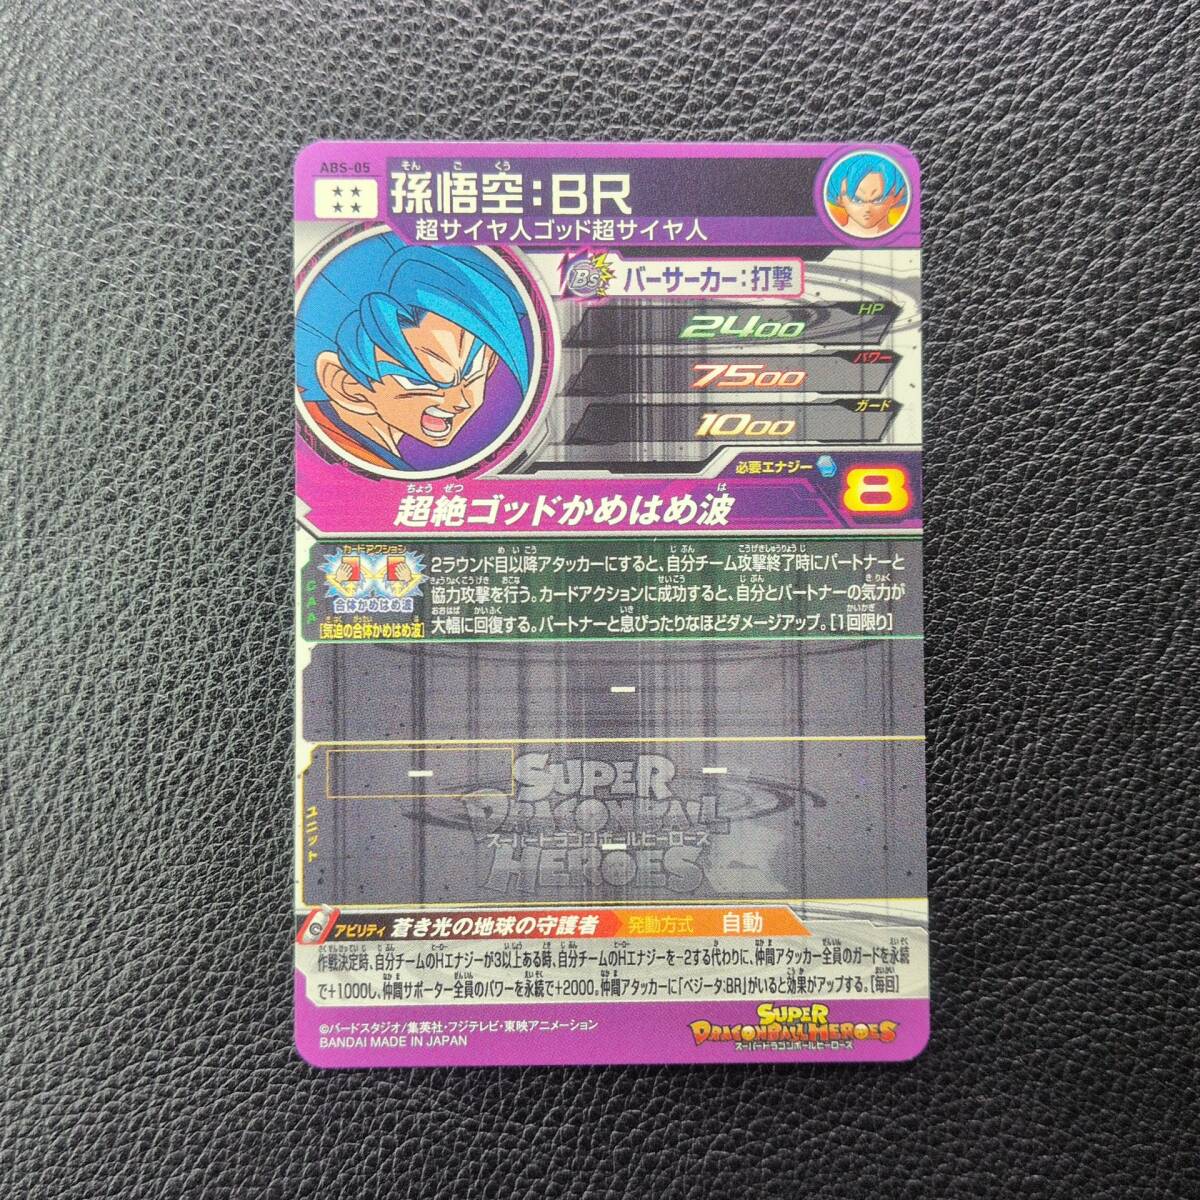 ABS-05
孫悟空:BR
超サイヤ人ゴッド超サイヤ人
Bs バーサーカー:打撃
HP
2400
パワー
7500
ガード
1000
必要エナジー 8
超絶ゴッドかめはめ波
カードアクション
合体かめはめ波
[気迫の合体かめはめ波]
CAA
2ラウンド目以降アタッカーにすると、自分チーム攻撃終了時にパートナーと
協力攻撃を行う。カードアクションに成功すると、自分とパートナーの気力が
大幅に回復する。パートナーと息ぴったりなほどダメージアップ。[1回限り]
ー
ユニット
ー ー
ー
SUPER
DRAGONBALL
スーパードラゴンボールヒーローズ
HEROES
アビリティ 蒼き光の地球の守護者 発動方式 自動
作戦決定時、自分チームのHエナジーが3以上ある時、自分チームのHエナジーを-2する代わりに、仲間アタッカー全員のガードを永続
で+1000し、仲間サポーター全員のパワーを永続で+2000。仲間アタッカーに「ベジータ:BR」がいると効果がアップする。[毎回]
©バードスタジオ/集英社・フジテレビ・東映アニメーション
BANDAI MADE IN JAPAN
SUPER
DRAGONBALL HEROES
スーパードラゴンボールヒーローズ